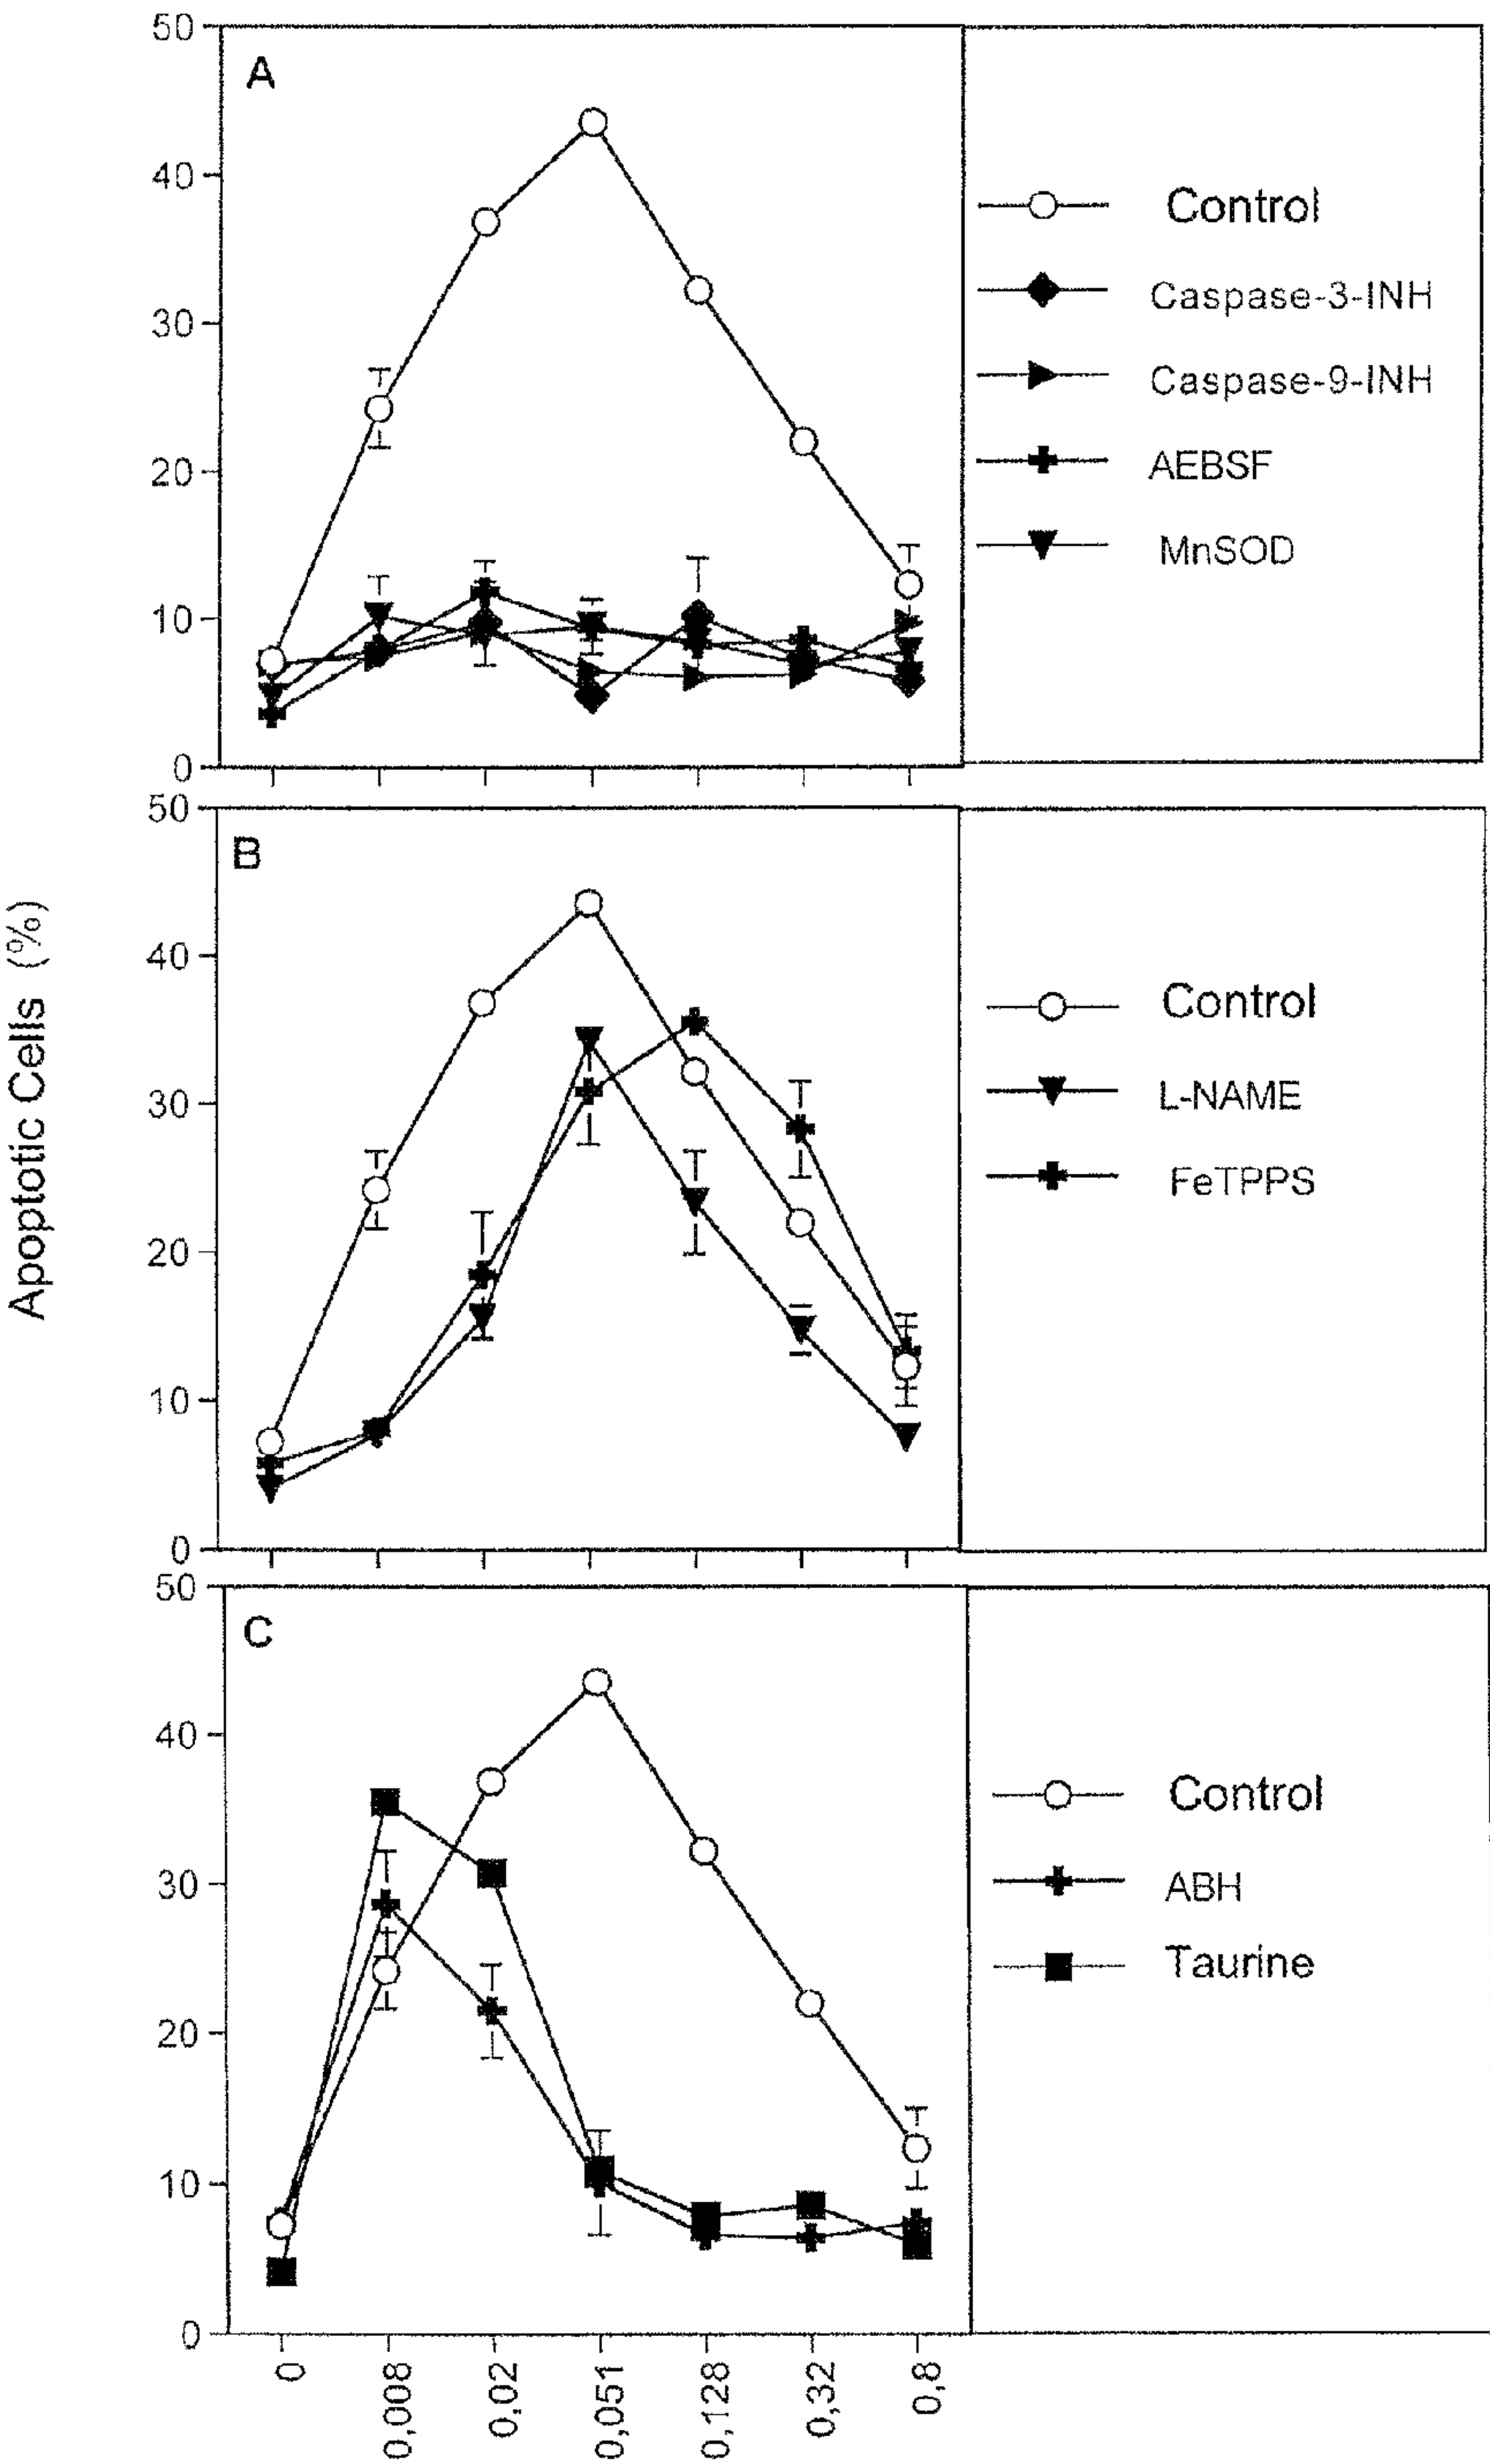 Apoptotic Cells (%)
50
A
40
30
20
10
0
Control
Caspase-3-INH
Caspase-9-INH
AEBSF
MnSOD
50
B
40
30
20
10
0
Control
L-NAME
FeTPPS
50
C
40
30
20
10
0
Control
ABH
Taurine
0
0,008
0,02
0,051
0,128
0,32
0,8